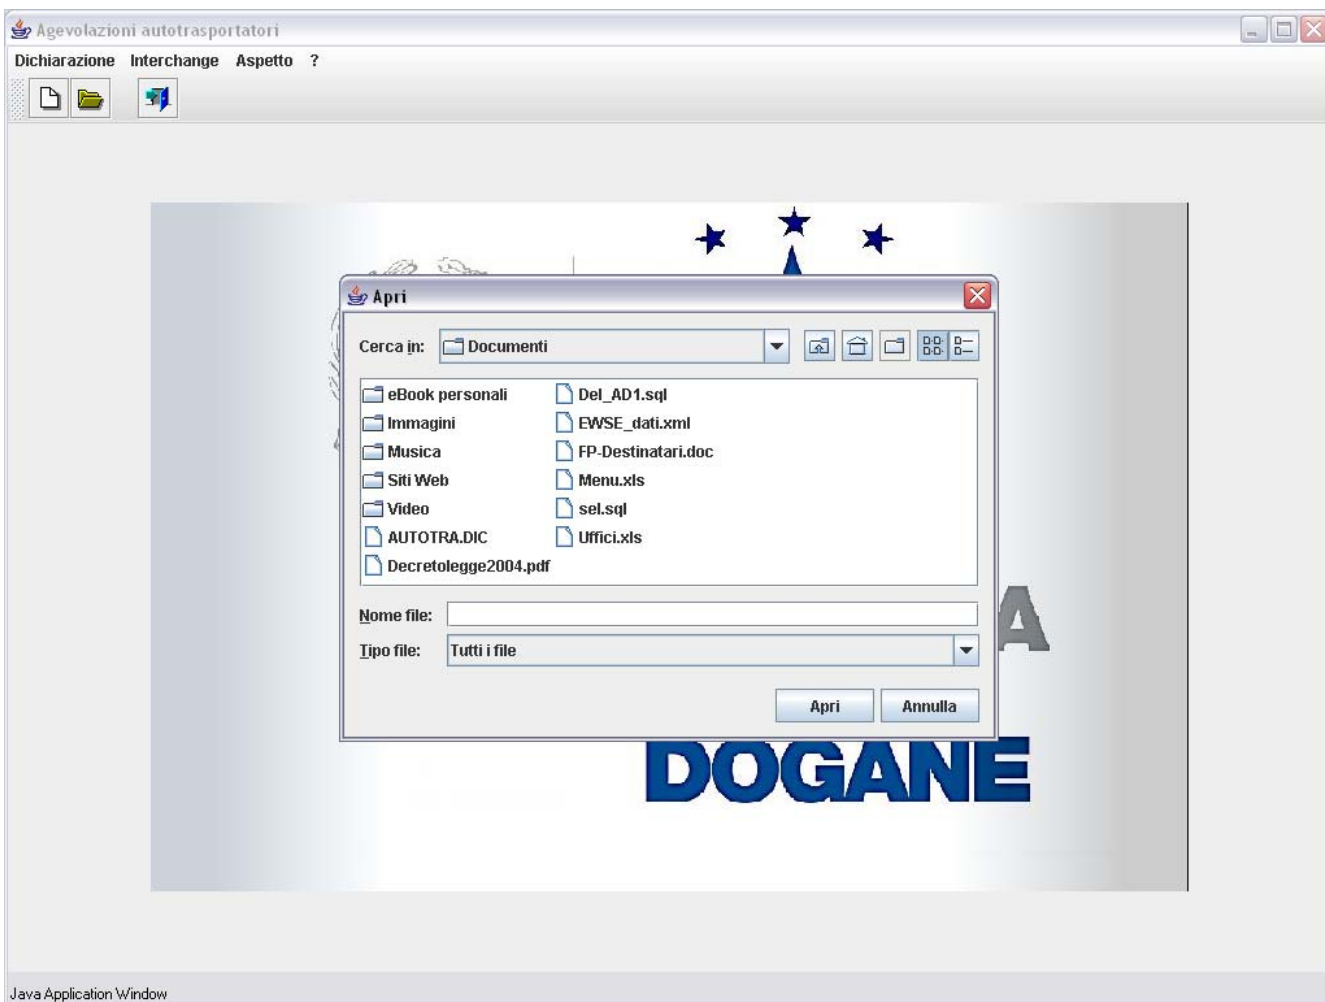 Agevolazioni autotrasportatori
Dichiarazione Interchange Aspetto ?
Apri
Cerca in: Documenti
eBook personali
Immagini
Musica
Siti Web
Video
AUTOTRA.DIC
Decretolegge2004.pdf
Del_AD1.sql
EWSE_dati.xml
FP-Destinatari.doc
Menu.xls
sel.sql
Uffici.xls
Nome file:
Tipo file: Tutti i file
Apri Annulla
A
DOGANE
Java Application Window